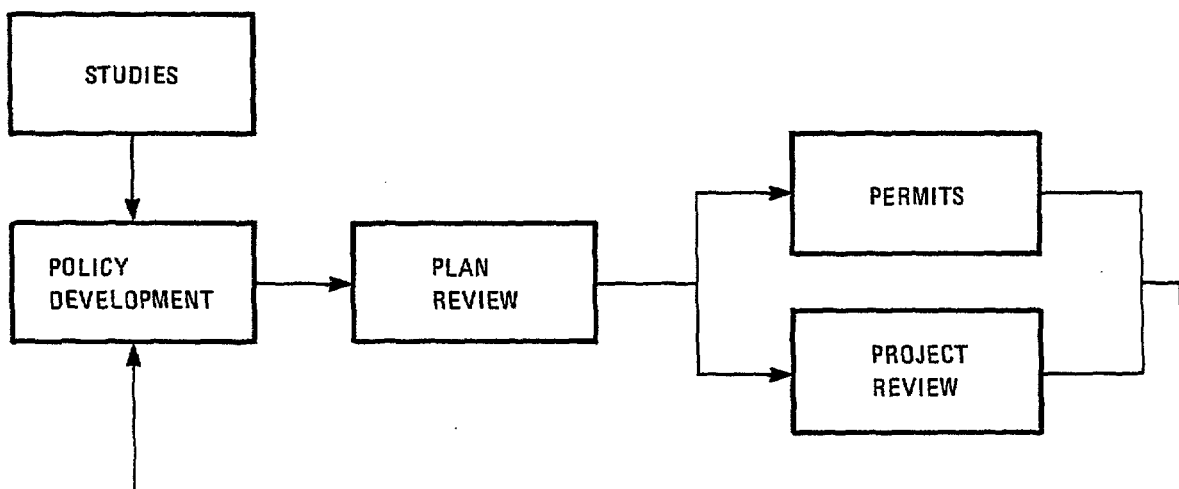 STUDIES
POLICY
DEVELOPMENT
PLAN
REVIEW
PERMITS
PROJECT
REVIEW